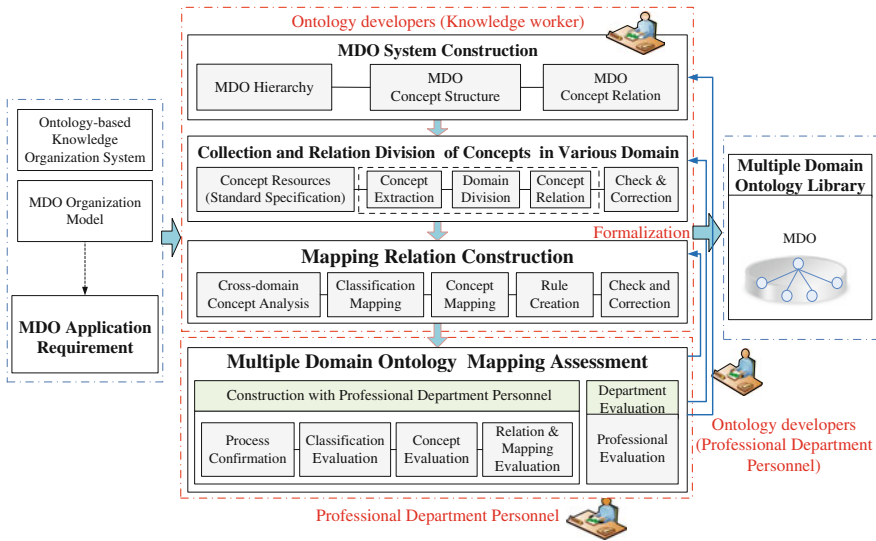 Ontology developers (Knowledge worker)
MDO System Construction
MDO Hierarchy
MDO
Concept Structure
MDO
Concept Relation
Ontology-based
Knowledge
Organization System
MDO Organization
Model
MDO Application
Requirement
Collection and Relation Division of Concepts in Various Domain
Concept Resources
(Standard Specification)
Concept
Extraction
Domain
Division
Concept
Relation
Check &
Correction
Formalization
Mapping Relation Construction
Cross-domain
Concept Analysis
Classification
Mapping
Concept
Mapping
Rule
Creation
Check and
Correction
Multiple Domain Ontology Mapping Assessment
Construction with Professional Department Personnel
Process
Confirmation
Classification
Evaluation
Concept
Evaluation
Relation &
Mapping
Evaluation
Department
Evaluation
Professional
Evaluation
Professional Department Personnel
Multiple Domain
Ontology Library
MDO
Ontology developers
(Professional Department
Personnel)